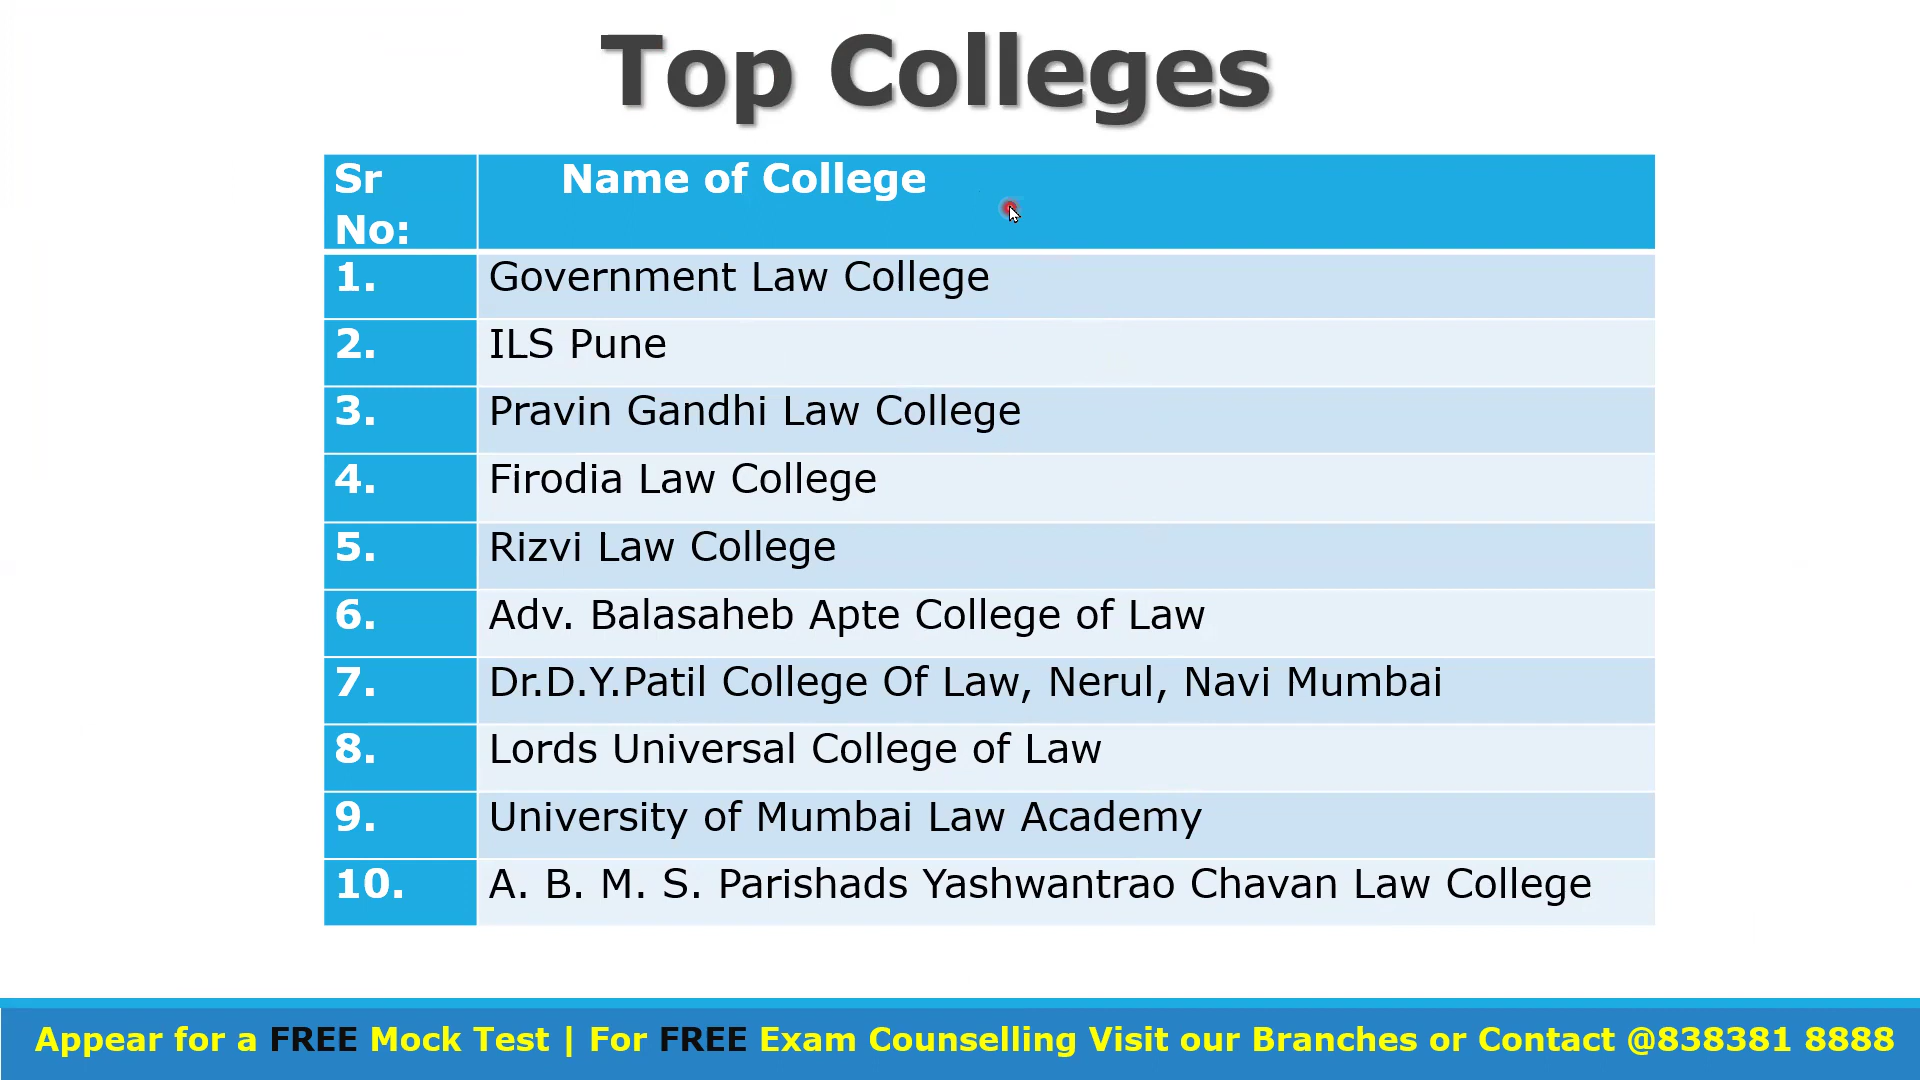 Top Colleges
Sr No: Name of College
1. Government Law College
2. ILS Pune
3. Pravin Gandhi Law College
4. Firodia Law College
5. Rizvi Law College
6. Adv. Balasaheb Apte College of Law
7. Dr.D.Y.Patil College Of Law, Nerul, Navi Mumbai
8. Lords Universal College of Law
9. University of Mumbai Law Academy
10. A. B. M. S. Parishads Yashwantrao Chavan Law College
Appear for a FREE Mock Test | For FREE Exam Counselling Visit our Branches or Contact @838381 8888